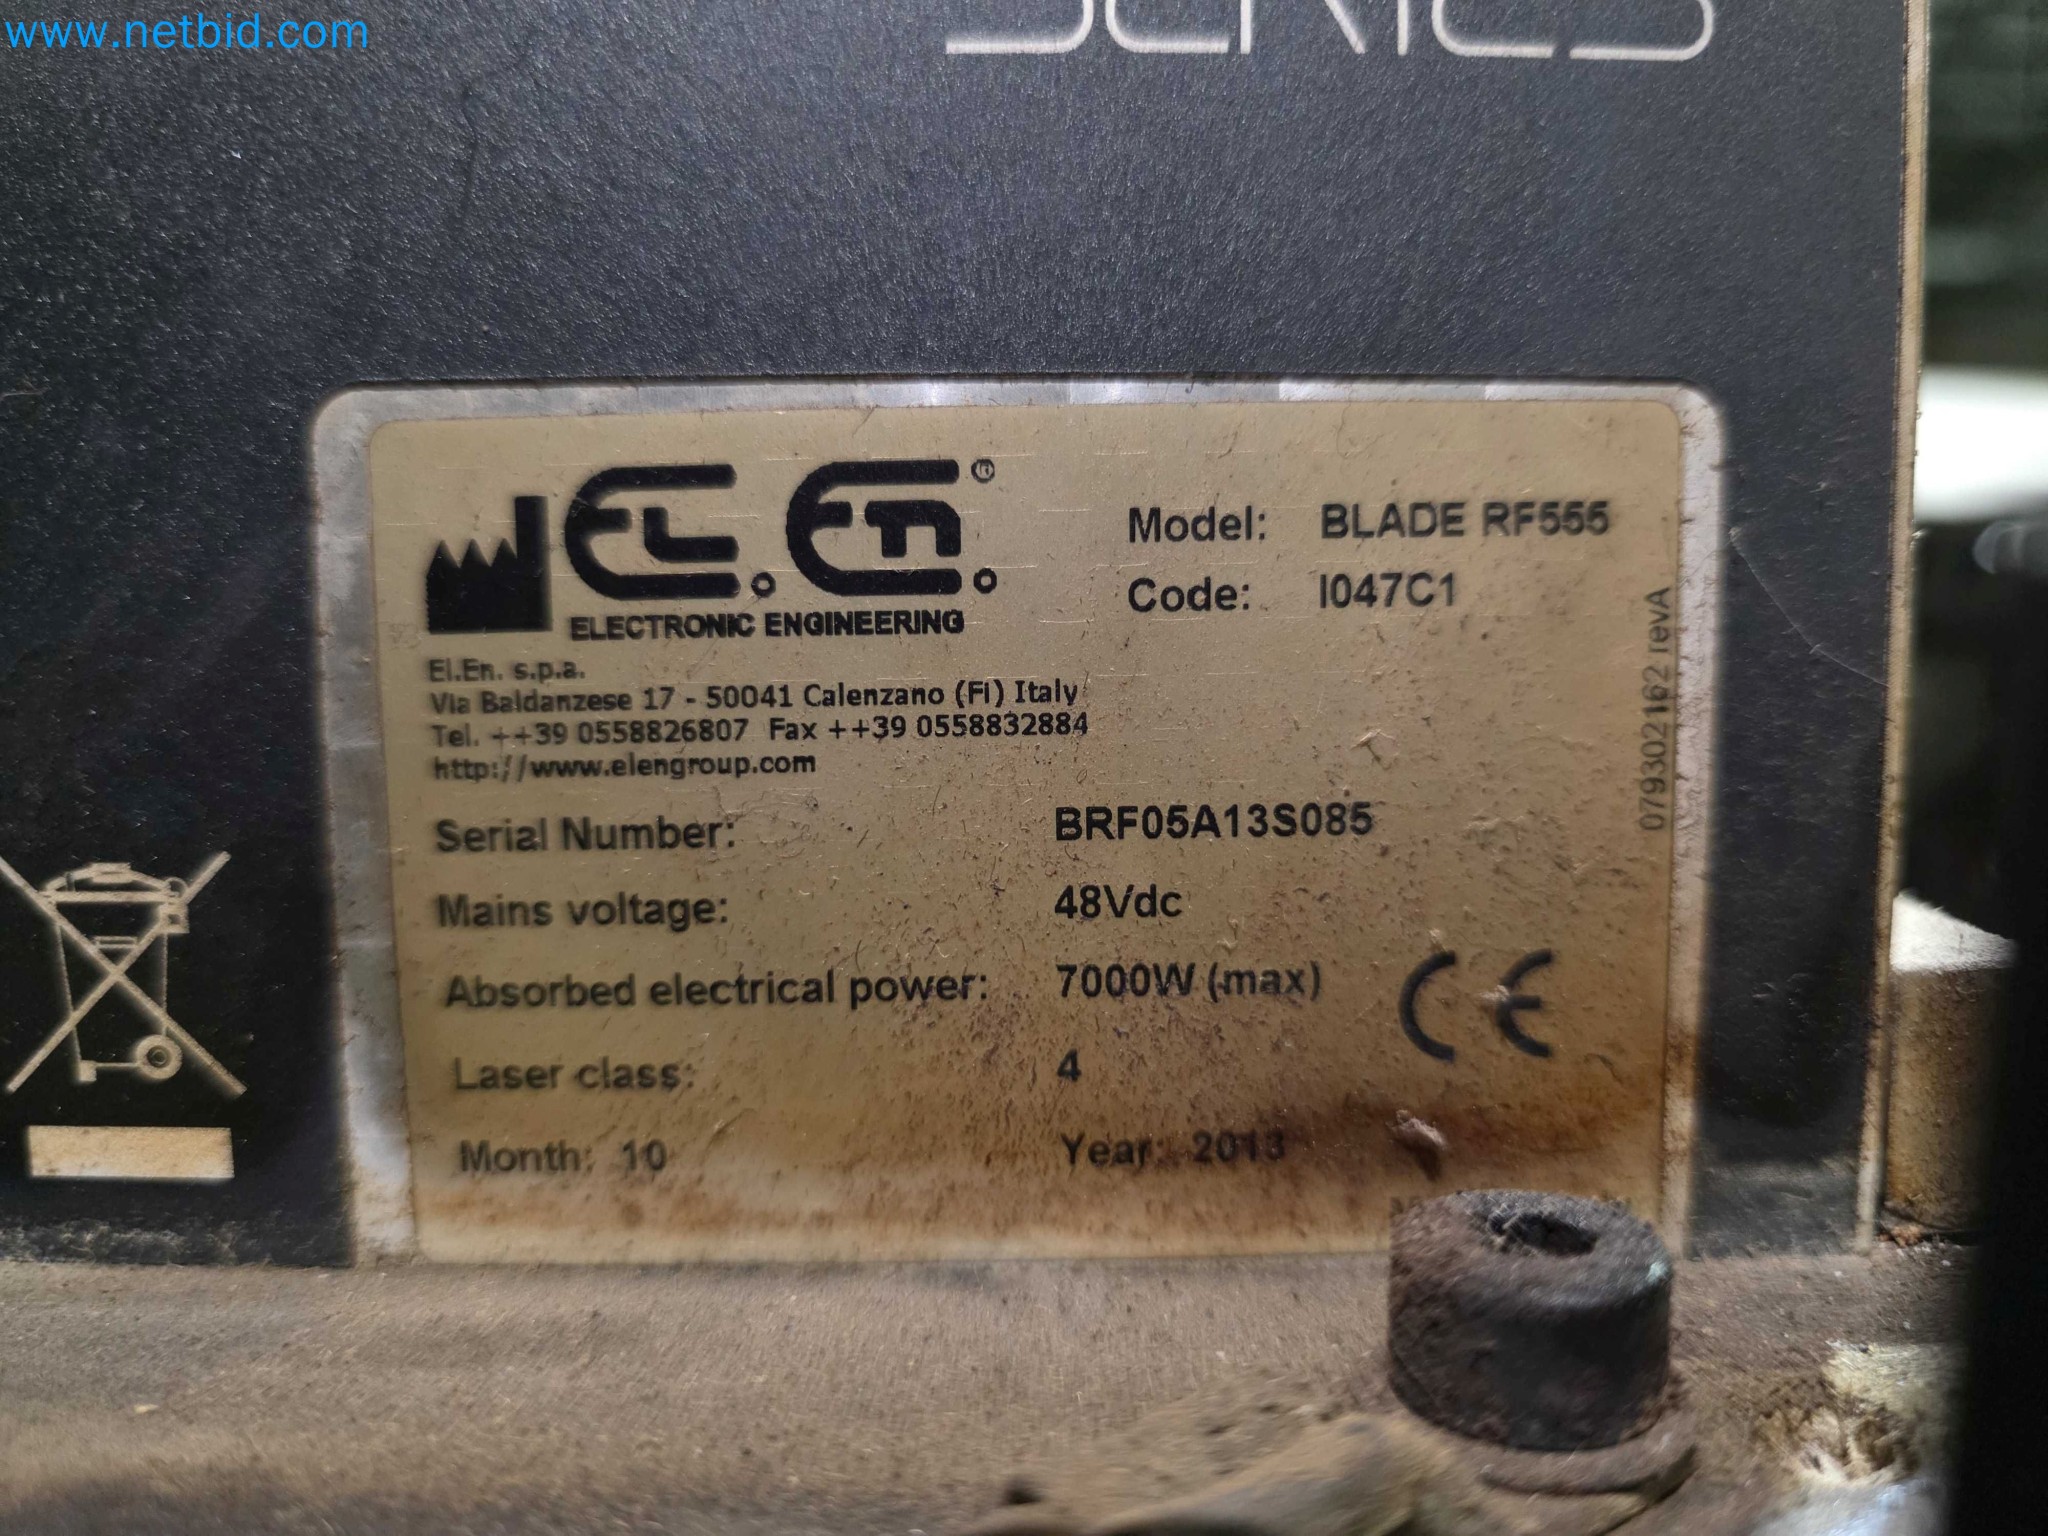 www.netbid.com
SERIES
EL.En.®
ELECTRONIC ENGINEERING
El.En. s.p.a.
Via Baldanzese 17 - 50041 Calenzano (Fi) Italy
Tel. ++39 0558826807 Fax ++39 0558832884
http://www.elengroup.com
Model: BLADE RF555
Code: I047C1
079302162 revA
Serial Number: BRF05A13S085
Mains voltage: 48Vdc
Absorbed electrical power: 7000W (max)
CE
Laser class: 4
Month: 10 Year: 2013